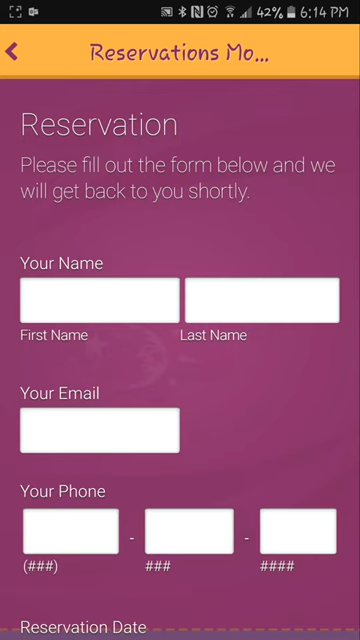 42% 6:14 PM
Reservations Mo...
Reservation
Please fill out the form below and we
will get back to you shortly.
Your Name
First Name Last Name
Your Email
Your Phone
- -
(###) ### ####
Reservation Date